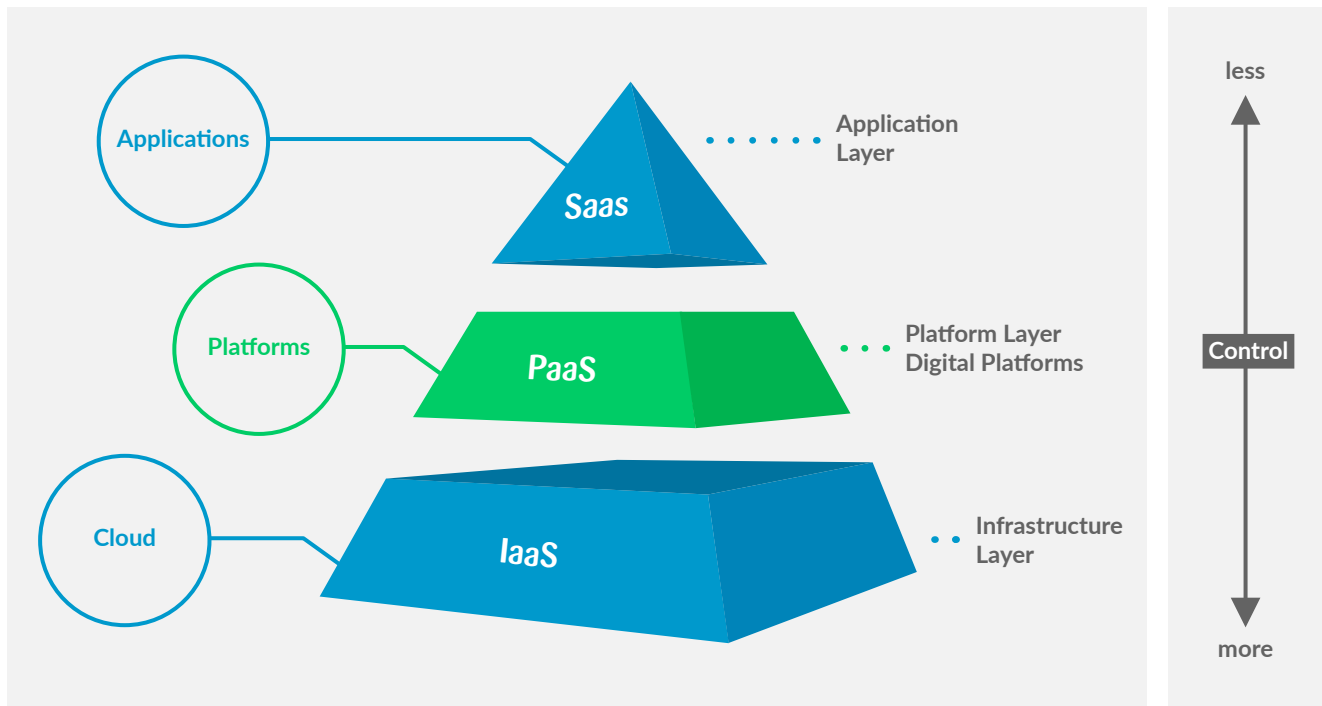 Applications
Saas
Application
Layer
Platforms
PaaS
Platform Layer
Digital Platforms
Cloud
IaaS
Infrastructure
Layer
less
Control
more